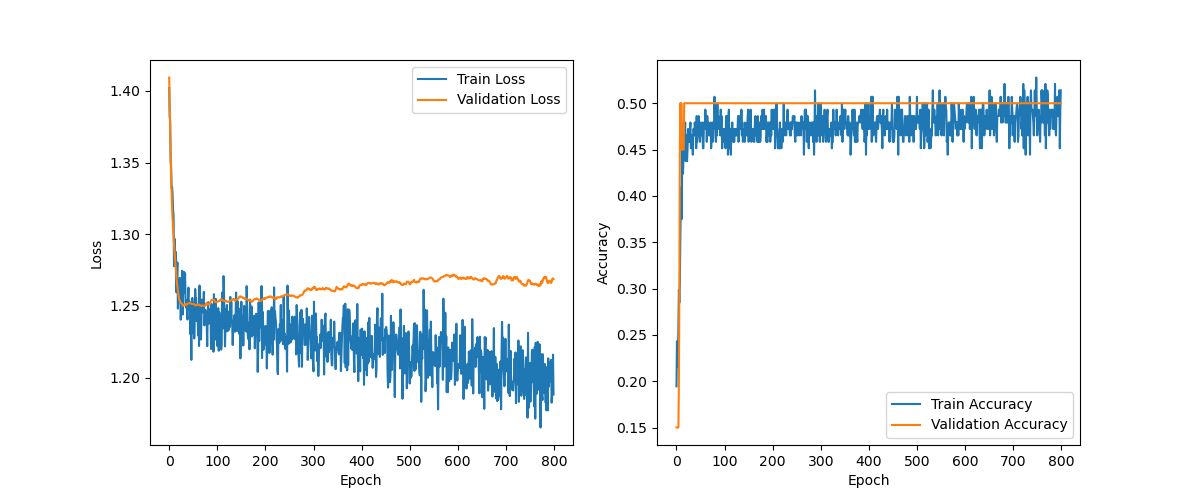 Train Loss
Validation Loss
1.40
1.35
1.30
1.25
1.20
Loss
0 100 200 300 400 500 600 700 800
Epoch
0.50
0.45
0.40
0.35
0.30
0.25
0.20
0.15
Accuracy
Train Accuracy
Validation Accuracy
0 100 200 300 400 500 600 700 800
Epoch